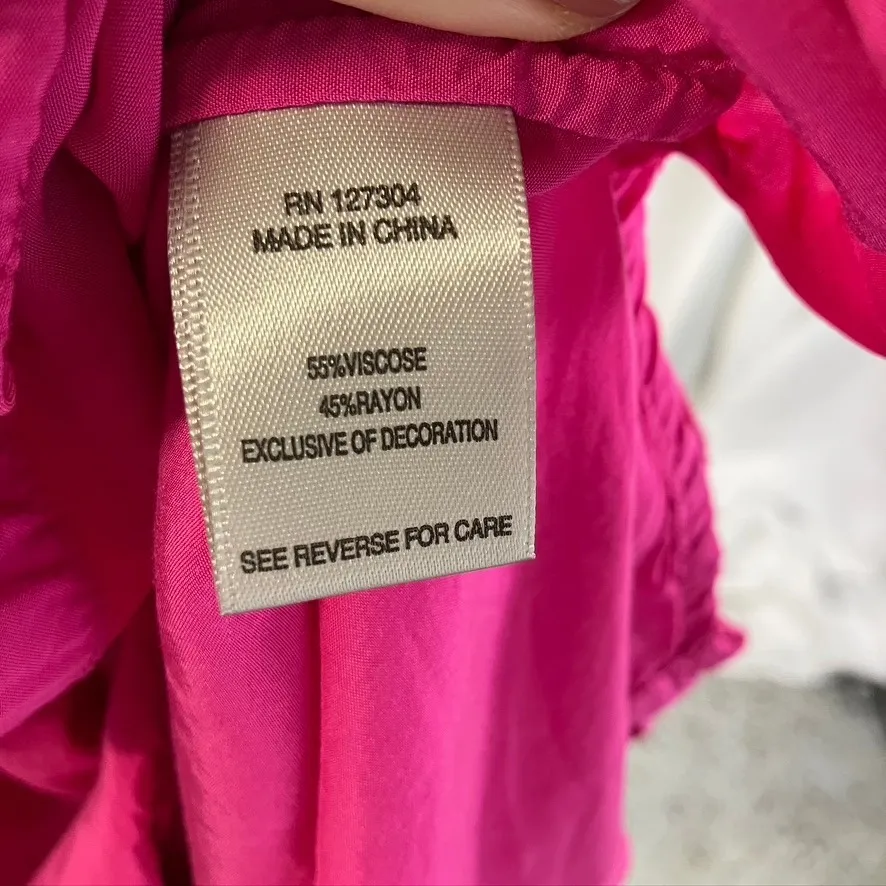 RN 127304
MADE IN CHINA
55%VISCOSE
45%RAYON
EXCLUSIVE OF DECORATION
SEE REVERSE FOR CARE